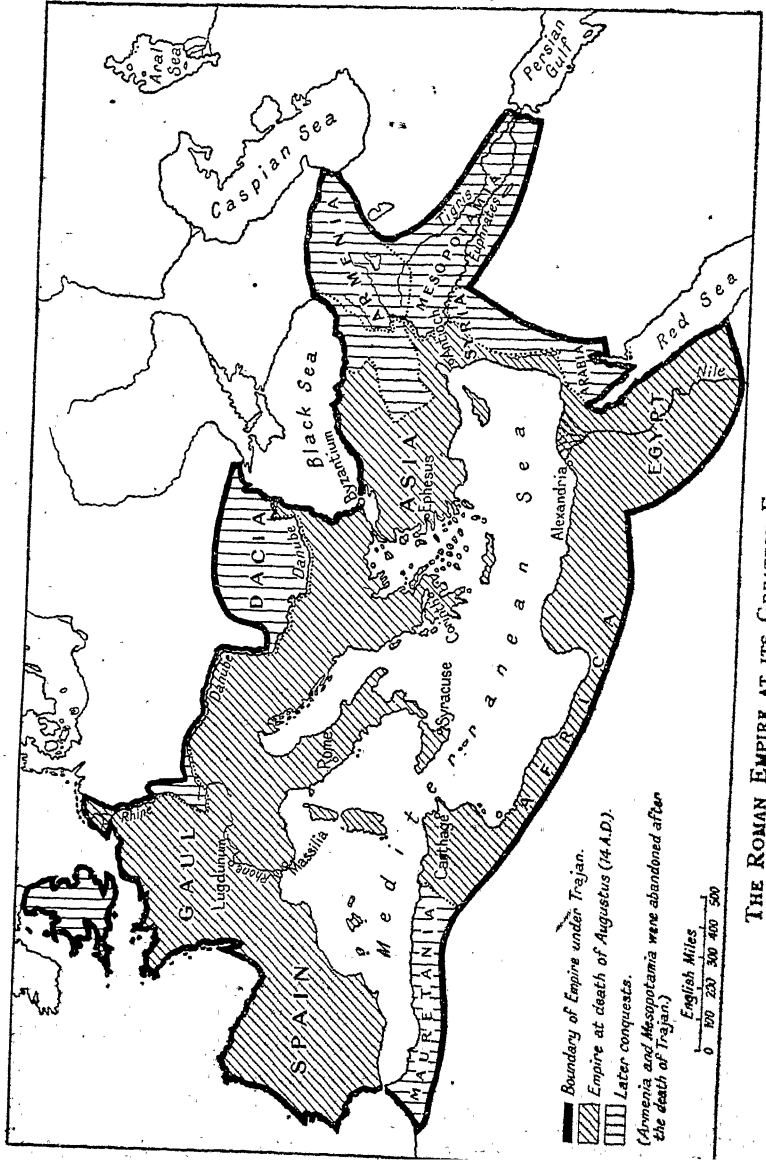 Aral
Sea
Caspian Sea
Persian
Gulf
ARMENIA
Tigris
MESOPOTAMIA
Euphrates
Black Sea
Byzantium
DACIA
Danube
Danube
ASIA
Ephesus
Antioch
SYRIA
ARABIA
Red Sea
Nile
EGYPT
Alexandria
Corinth
Rhine
GAUL
Lugdunum
Rhone
Massilia
Rome
Syracuse
Mediterranean Sea
SPAIN
Carthage
AFRICA
MAURETANIA
Boundary of Empire under Trajan.
Empire at death of Augustus (14 A.D.).
Later conquests.
(Armenia and Mesopotamia were abandoned after
the death of Trajan.)
English Miles
0 100 200 300 400 500
THE ROMAN EMPIRE AT ITS GREATEST